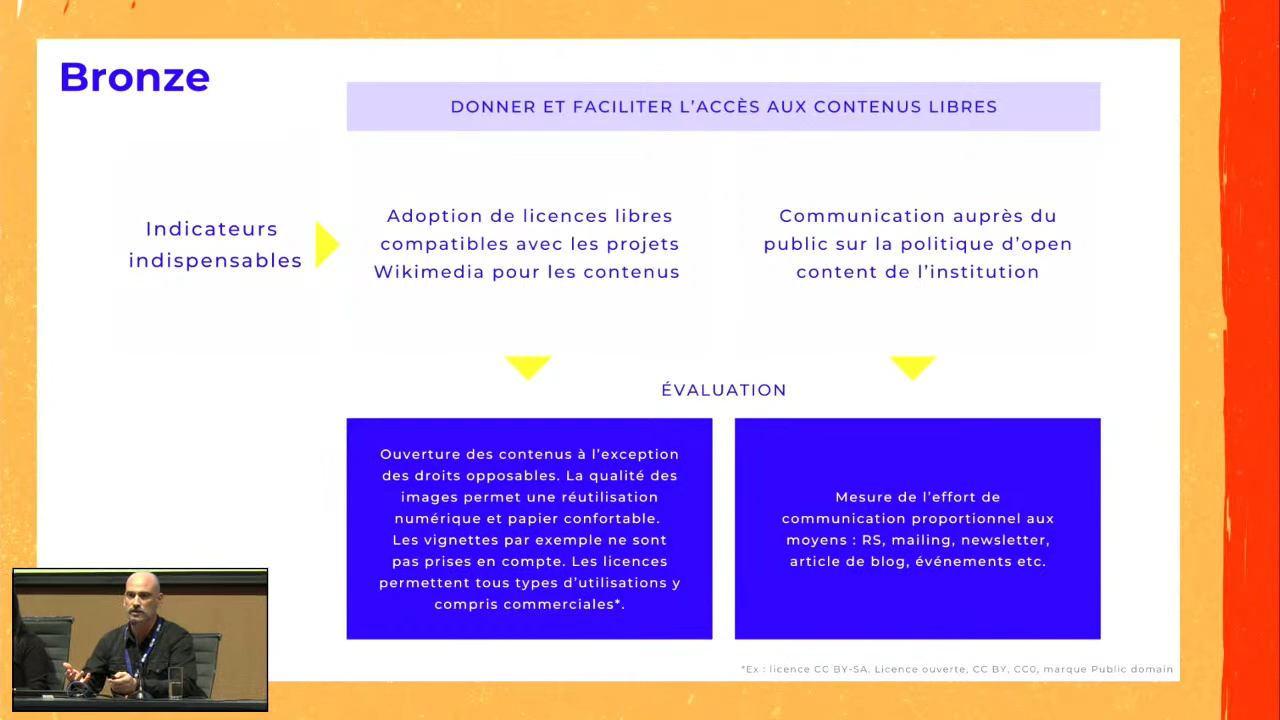 Bronze
DONNER ET FACILITER L’ACCÈS AUX CONTENUS LIBRES
Indicateurs
indispensables
Adoption de licences libres
compatibles avec les projets
Wikimedia pour les contenus
Communication auprès du
public sur la politique d’open
content de l’institution
ÉVALUATION
Ouverture des contenus à l’exception
des droits opposables. La qualité des
images permet une réutilisation
numérique et papier confortable.
Les vignettes par exemple ne sont
pas prises en compte. Les licences
permettent tous types d’utilisations y
compris commerciales*.
Mesure de l’effort de
communication proportionnel aux
moyens : RS, mailing, newsletter,
article de blog, événements etc.
*Ex : licence CC BY-SA, Licence ouverte, CC BY, CC0, marque Public domain